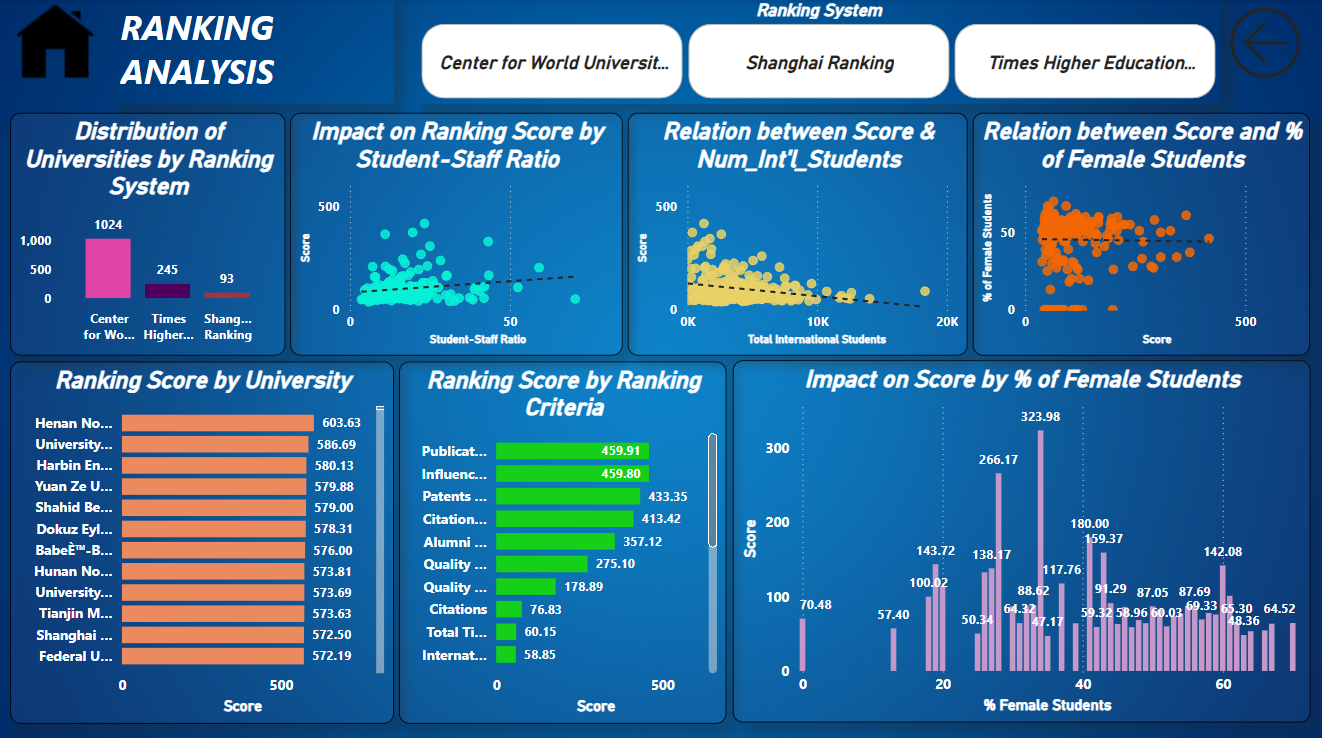 RANKING
ANALYSIS
Ranking System
Center for World Universit...
Shanghai Ranking
Times Higher Education...
Distribution of
Universities by Ranking
System
1024
245
93
1,000
500
0
Center
for Wo...
Times
Higher...
Shang...
Ranking
Impact on Ranking Score by
Student-Staff Ratio
Score
500
0
0
50
Student-Staff Ratio
Relation between Score &
Num_Int'l_Students
Score
500
0
0K
10K
20K
Total International Students
Relation between Score and %
of Female Students
% of Female Students
50
0
0
500
Score
Ranking Score by University
Henan No... 603.63
University... 586.69
Harbin En... 580.13
Yuan Ze U... 579.88
Shahid Be... 579.00
Dokuz Eyl... 578.31
BabeÈ™-B... 576.00
Hunan No... 573.81
University... 573.69
Tianjin M... 573.63
Shanghai ... 572.50
Federal U... 572.19
0
500
Score
Ranking Score by Ranking
Criteria
Publicat... 459.91
Influenc... 459.80
Patents ... 433.35
Citation... 413.42
Alumni ... 357.12
Quality ... 275.10
Quality ... 178.89
Citations 76.83
Total Ti... 60.15
Internat... 58.85
0
500
Score
Impact on Score by % of Female Students
Score
300
200
100
0
70.48
57.40
100.02
143.72
50.34
138.17
266.17
64.32
88.62
323.98
47.17
117.76
180.00
59.32
159.37
91.29
58.96
87.05
60.03
87.69
69.33
142.08
65.30
48.36
64.52
0
20
40
60
% Female Students